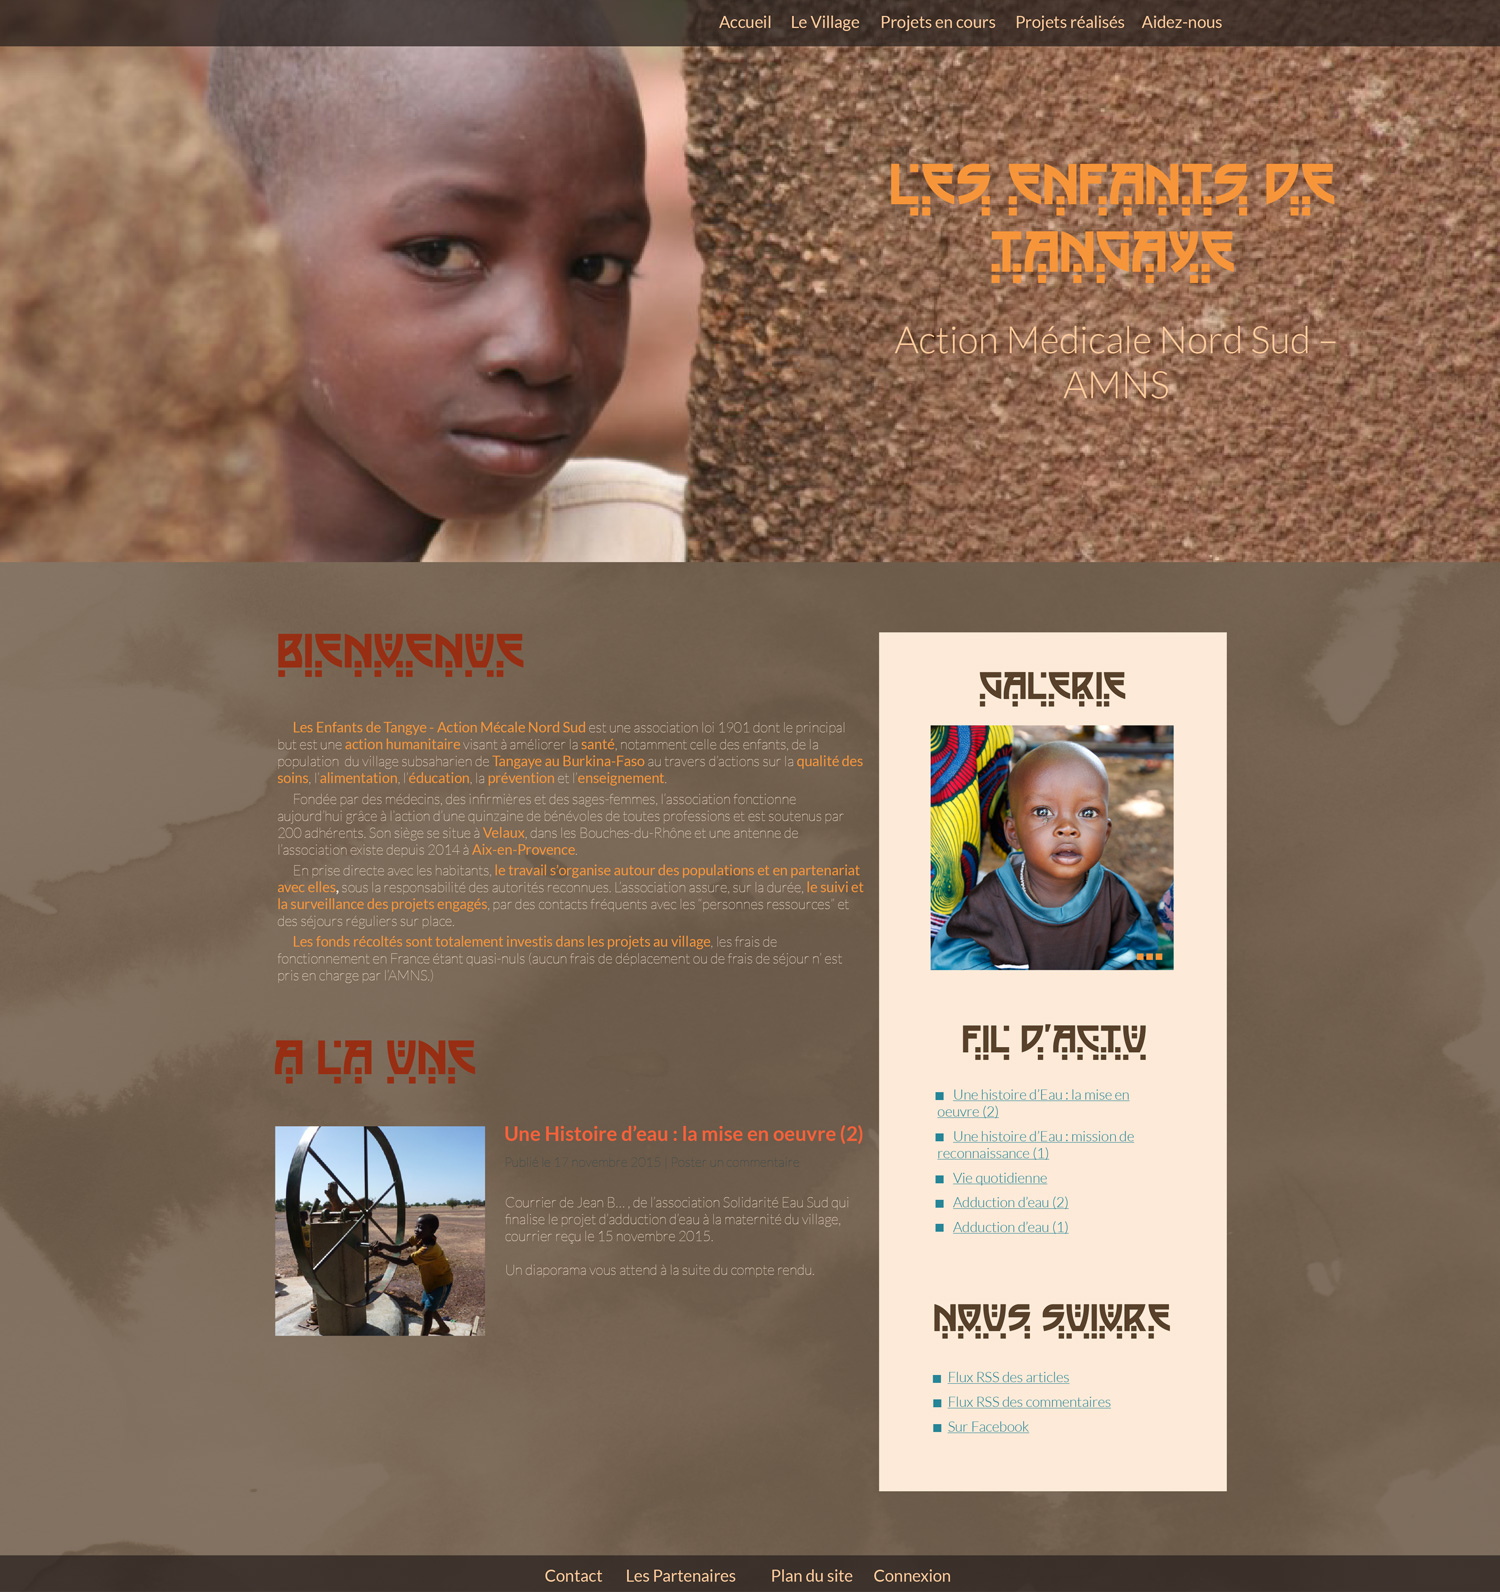 Accueil Le Village Projets en cours Projets réalisés Aidez-nous
LES ENFANTS DE
TANGAYE
Action Médicale Nord Sud –
AMNS
BIENVENUE
Les Enfants de Tangye - Action Mécale Nord Sud est une association loi 1901 dont le principal
but est une action humanitaire visant à améliorer la santé, notamment celle des enfants, de la
population du village subsaharien de Tangaye au Burkina-Faso au travers d'actions sur la qualité des
soins, l'alimentation, l'éducation, la prévention et l'enseignement.
Fondée par des médecins, des infirmières et des sages-femmes, l'association fonctionne
aujourd'hui grâce à l'action d'une quinzaine de bénévoles de toutes professions et est soutenus par
200 adhérents. Son siège se situe à Velaux, dans les Bouches-du-Rhône et une antenne de
l'association existe depuis 2014 à Aix-en-Provence.
En prise directe avec les habitants, le travail s'organise autour des populations et en partenariat
avec elles, sous la responsabilité des autorités reconnues. L'association assure, sur la durée, le suivi et
la surveillance des projets engagés, par des contacts fréquents avec les "personnes ressources" et
des séjours réguliers sur place.
Les fonds récoltés sont totalement investis dans les projets au village, les frais de
fonctionnement en France étant quasi-nuls (aucun frais de déplacement ou de frais de séjour n' est
pris en charge par l'AMNS.)
A LA UNE
Une Histoire d'eau : la mise en oeuvre (2)
Publié le 17 novembre 2015 | Poster un commentaire
Courrier de Jean B... , de l'association Solidarité Eau Sud qui
finalise le projet d'adduction d'eau à la maternité du village,
courrier reçu le 15 novembre 2015.
Un diaporama vous attend à la suite du compte rendu.
GALERIE
FIL D'ACTU
Une histoire d'Eau : la mise en
oeuvre (2)
Une histoire d'Eau : mission de
reconnaissance (1)
Vie quotidienne
Adduction d'eau (2)
Adduction d'eau (1)
NOUS SUIVRE
Flux RSS des articles
Flux RSS des commentaires
Sur Facebook
Contact Les Partenaires Plan du site Connexion